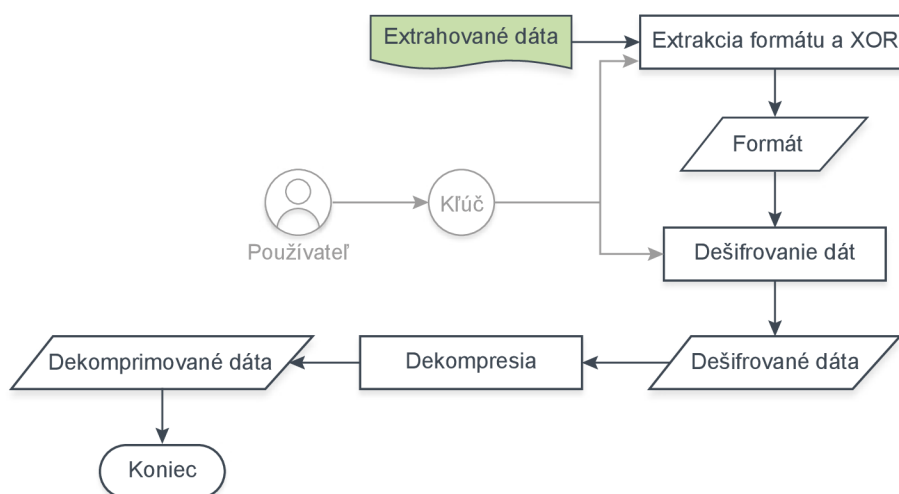 Extrahované dáta
Extrakcia formátu a XOR
Formát
Kľúč
Používateľ
Dešifrovanie dát
Dekomprimované dáta
Dekompresia
Dešifrované dáta
Koniec